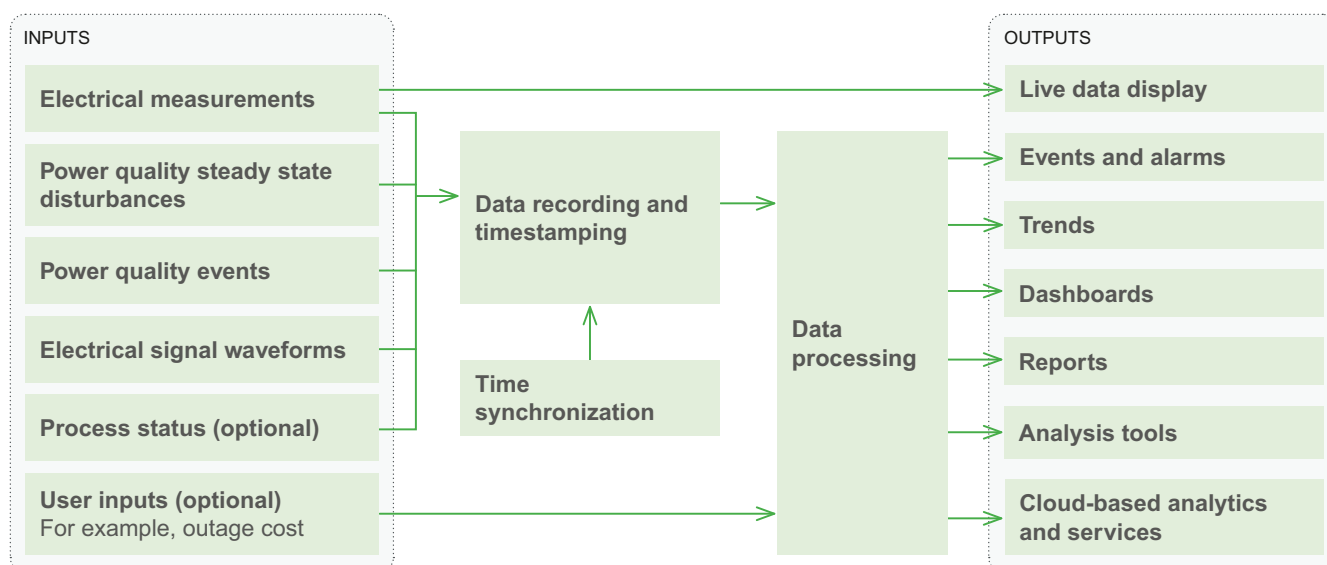 INPUTS
Electrical measurements
Power quality steady state
disturbances
Power quality events
Electrical signal waveforms
Process status (optional)
User inputs (optional)
For example, outage cost
Data recording and
timestamping
Time
synchronization
Data
processing
OUTPUTS
Live data display
Events and alarms
Trends
Dashboards
Reports
Analysis tools
Cloud-based analytics
and services